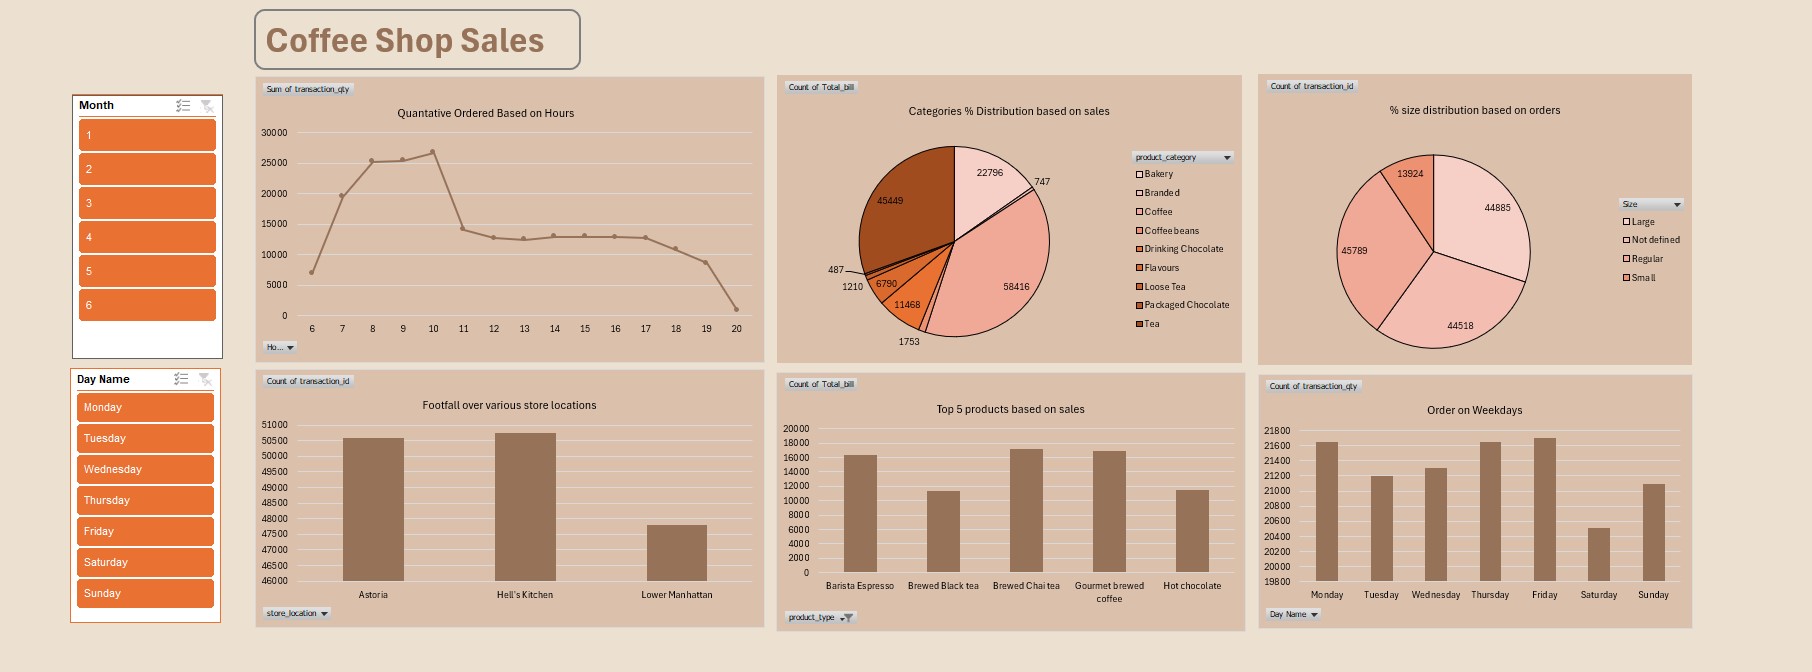 Coffee Shop Sales
Month
1
2
3
4
5
6
Day Name
Monday
Tuesday
Wednesday
Thursday
Friday
Saturday
Sunday
Sum of transaction_qty
Quantative Ordered Based on Hours
30000
25000
20000
15000
10000
5000
0
6 7 8 9 10 11 12 13 14 15 16 17 18 19 20
Ho...
Count of Total_bill
Categories % Distribution based on sales
22796
747
45449
58416
487
1210
6790
11468
1753
product_category
Bakery
Branded
Coffee
Coffee beans
Drinking Chocolate
Flavours
Loose Tea
Packaged Chocolate
Tea
Count of transaction_id
% size distribution based on orders
13924
44885
45789
44518
Size
Large
Not defined
Regular
Small
Count of transaction_id
Footfall over various store locations
51000
50500
50000
49500
49000
48500
48000
47500
47000
46500
46000
Astoria Hell's Kitchen Lower Manhattan
store_location
Count of Total_bill
Top 5 products based on sales
20000
18000
16000
14000
12000
10000
8000
6000
4000
2000
0
Barista Espresso Brewed Black tea Brewed Chai tea Gourmet brewed Hot chocolate
coffee
product_type
Count of transaction_qty
Order on Weekdays
21800
21600
21400
21200
21000
20800
20600
20400
20200
20000
19800
Monday Tuesday Wednesday Thursday Friday Saturday Sunday
Day Name